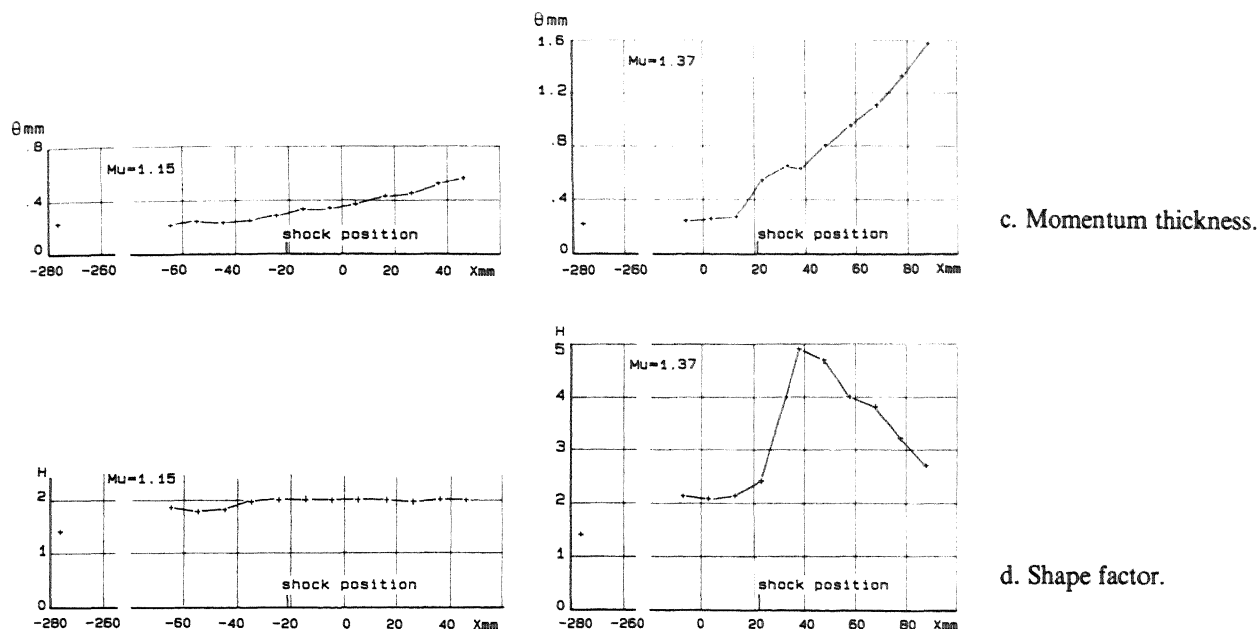 θmm
.8
.4
0
Mu=1.15
shock position
-280 -260 -60 -40 -20 0 20 40 Xmm
θmm
1.6
1.2
.8
.4
0
Mu=1.37
shock position
-280 -260 0 20 40 60 80 Xmm
c. Momentum thickness.
H
2
1
0
Mu=1.15
shock position
-280 -260 -60 -40 -20 0 20 40 Xmm
H
5
4
3
2
1
0
Mu=1.37
shock position
-280 -260 0 20 40 60 80 Xmm
d. Shape factor.